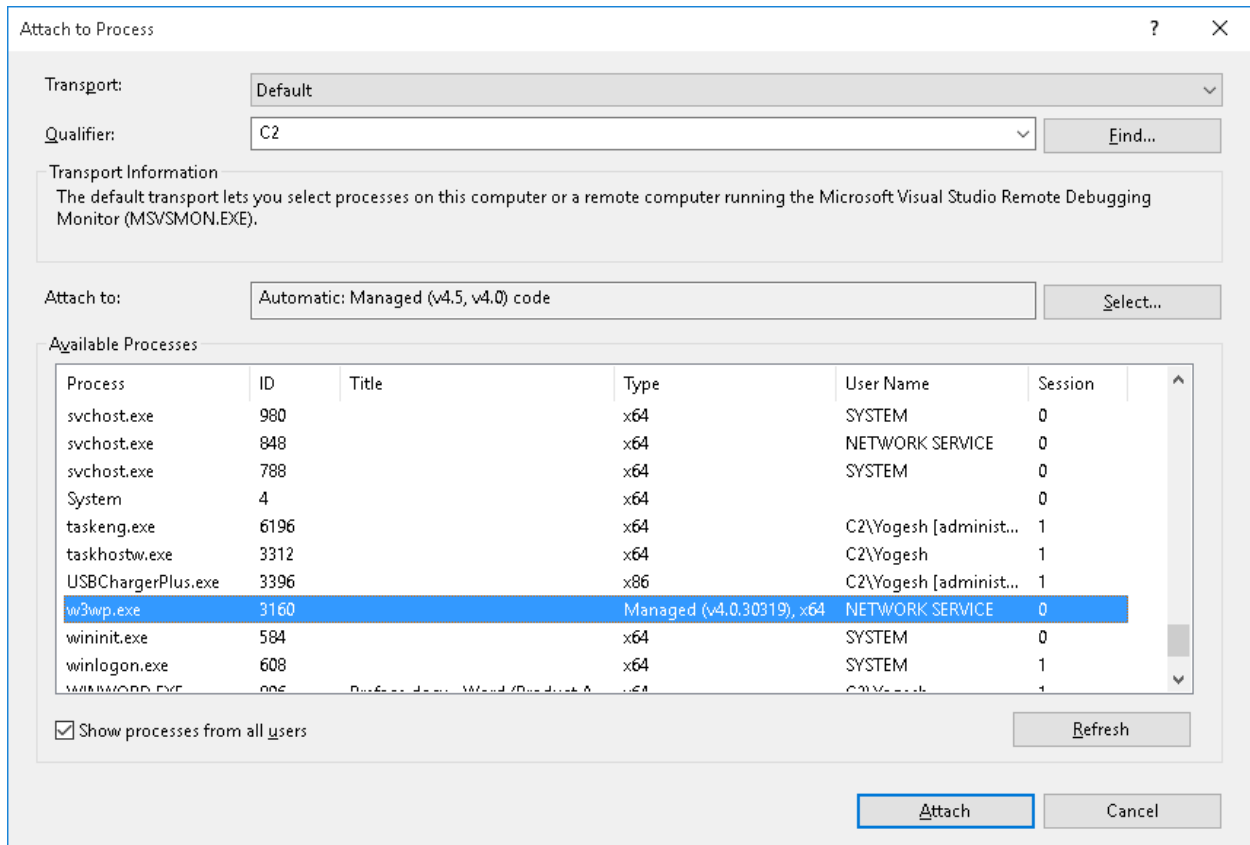 Attach to Process
Transport: Default
Qualifier: C2 Find...
Transport Information
The default transport lets you select processes on this computer or a remote computer running the Microsoft Visual Studio Remote Debugging
Monitor (MSVSMON.EXE).
Attach to: Automatic: Managed (v4.5, v4.0) code Select...
Available Processes
Process ID Title Type User Name Session
svchost.exe 980 x64 SYSTEM 0
svchost.exe 848 x64 NETWORK SERVICE 0
svchost.exe 788 x64 SYSTEM 0
System 4 x64 0
taskeng.exe 6196 x64 C2\Yogesh [administ... 1
taskhostw.exe 3312 x64 C2\Yogesh 1
USBChargerPlus.exe 3396 x86 C2\Yogesh [administ... 1
w3wp.exe 3160 Managed (v4.0.30319), x64 NETWORK SERVICE 0
wininit.exe 584 x64 SYSTEM 0
winlogon.exe 608 x64 SYSTEM 1
WINWORD.EXE x64 C2\Yogesh 1
Show processes from all users Refresh
Attach Cancel